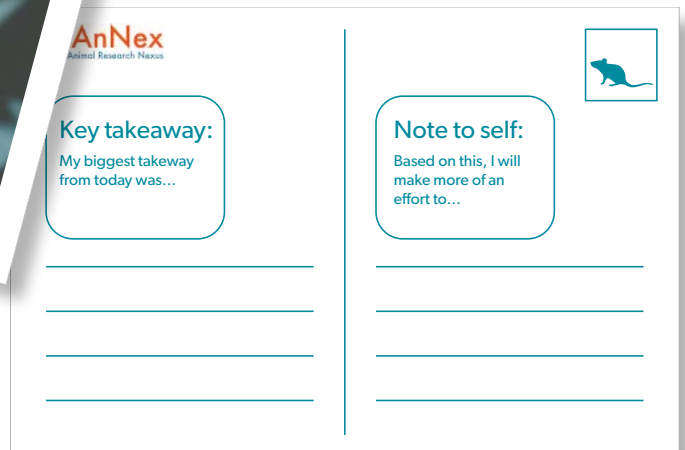 AnNex
Animal Research Nexus
Key takeaway:
My biggest takeway
from today was...
Note to self:
Based on this, I will
make more of an
effort to...